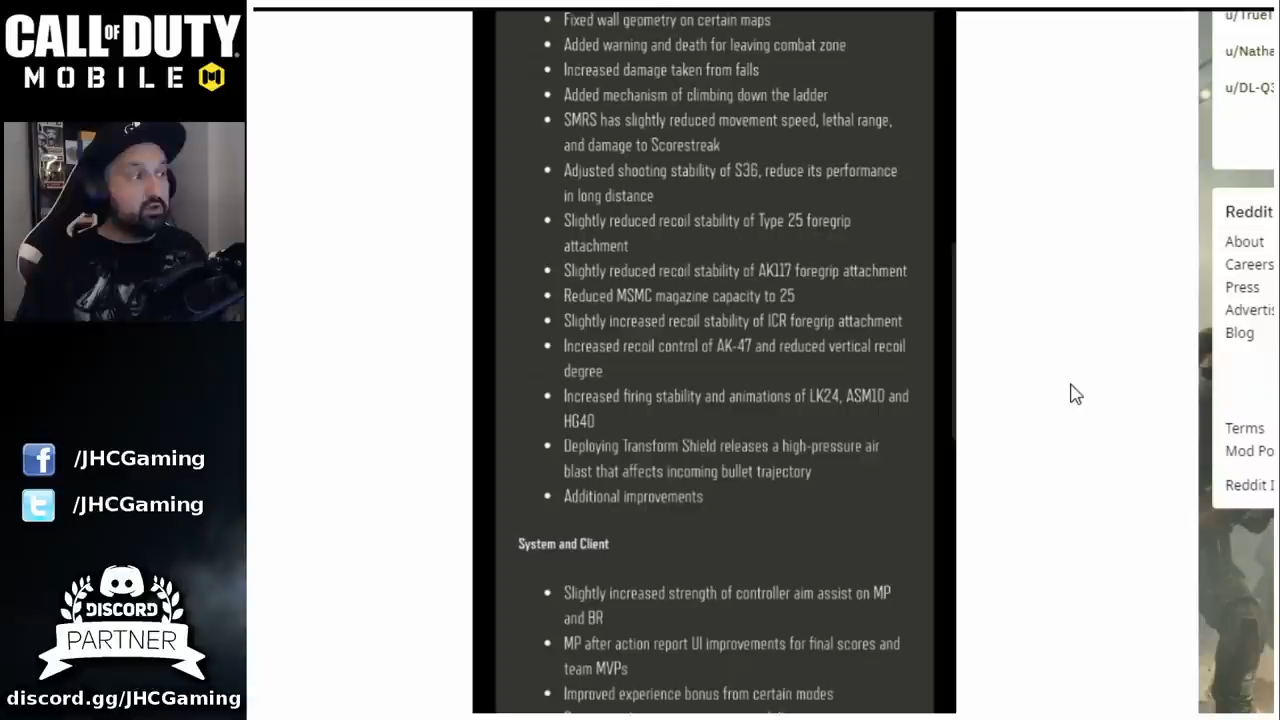 CALL OF DUTY
MOBILE
/JHCGaming
/JHCGaming
DISCORD
PARTNER
discord.gg/JHCGaming
Fixed wall geometry on certain maps
Added warning and death for leaving combat zone
Increased damage taken from falls
Added mechanism of climbing down the ladder
SMRS has slightly reduced movement speed, lethal range,
and damage to Scorestreak
Adjusted shooting stability of S36, reduce its performance
in long distance
Slightly reduced recoil stability of Type 25 foregrip
attachment
Slightly reduced recoil stability of AK117 foregrip attachment
Reduced MSMC magazine capacity to 25
Slightly increased recoil stability of ICR foregrip attachment
Increased recoil control of AK-47 and reduced vertical recoil
degree
Increased firing stability and animations of LK24, ASM10 and
HG40
Deploying Transform Shield releases a high-pressure air
blast that affects incoming bullet trajectory
Additional improvements
System and Client
Slightly increased strength of controller aim assist on MP
and BR
MP after action report UI improvements for final scores and
team MVPs
Improved experience bonus from certain modes
u/Natha
u/DL-Q3
Reddit
About
Careers
Press
Advertis
Blog
Terms
Mod Po
Reddit I